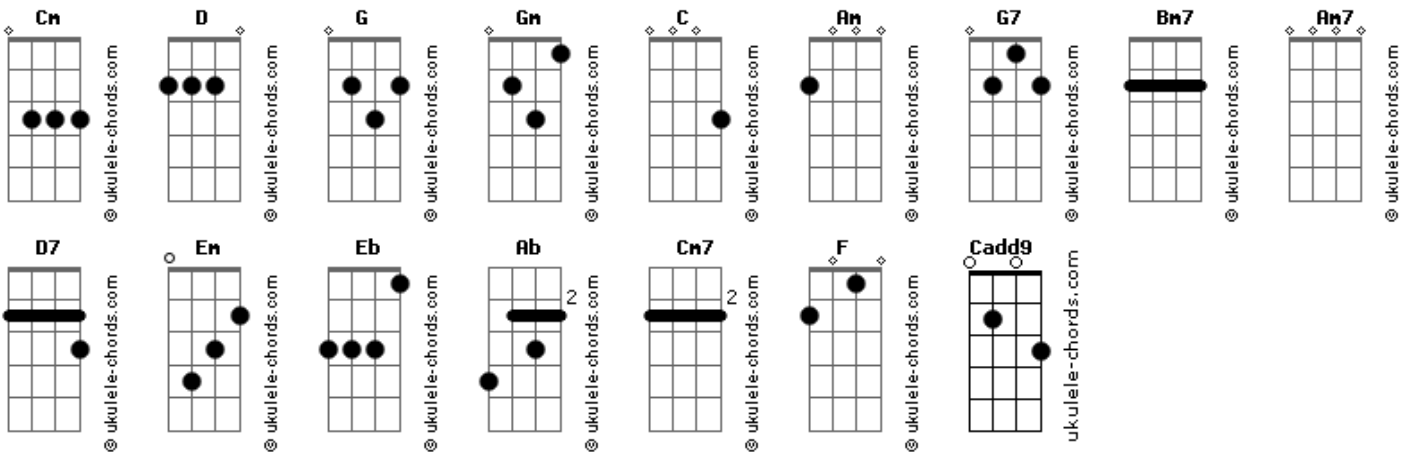 Cm D G Gm C Am G7 Bm7 Am7
© ukulele-chords.com © ukulele-chords.com © ukulele-chords.com © ukulele-chords.com © ukulele-chords.com © ukulele-chords.com © ukulele-chords.com © ukulele-chords.com © ukulele-chords.com
D7 Em Eb Ab Cm7 F Cadd9
2 2
© ukulele-chords.com © ukulele-chords.com © ukulele-chords.com © ukulele-chords.com © ukulele-chords.com © ukulele-chords.com ukulele-chords.com